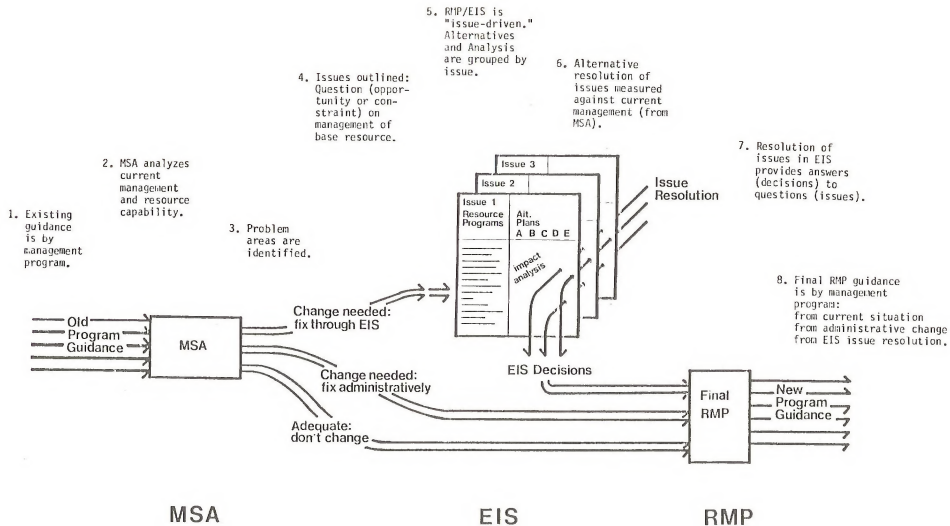 5. RMP/EIS is
"issue-driven."
Alternatives
and Analysis
are grouped by
issue.
4. Issues outlined:
Question (oppor-
tunity or con-
straint) on
management of
base resource.
6. Alternative
resolution of
issues measured
against current
management (from
MSA).
2. MSA analyzes
current
management
and resource
capability.
7. Resolution of
issues in EIS
provides answers
(decisions) to
questions (issues).
1. Existing
guidance
is by
management
program.
3. Problem
areas are
identified.
Issue 3
Issue 2
Issue 1
Resource
Programs
Alt.
Plans
A B C D E
Impact
analysis
Issue
Resolution
8. Final RMP guidance
is by management
program:
from current situation
from administrative change
from EIS issue resolution.
Old
Program
Guidance
MSA
Change needed:
fix through EIS
Change needed:
fix administratively
Adequate:
don't change
EIS Decisions
Final
RMP
New
Program
Guidance
MSA
EIS
RMP